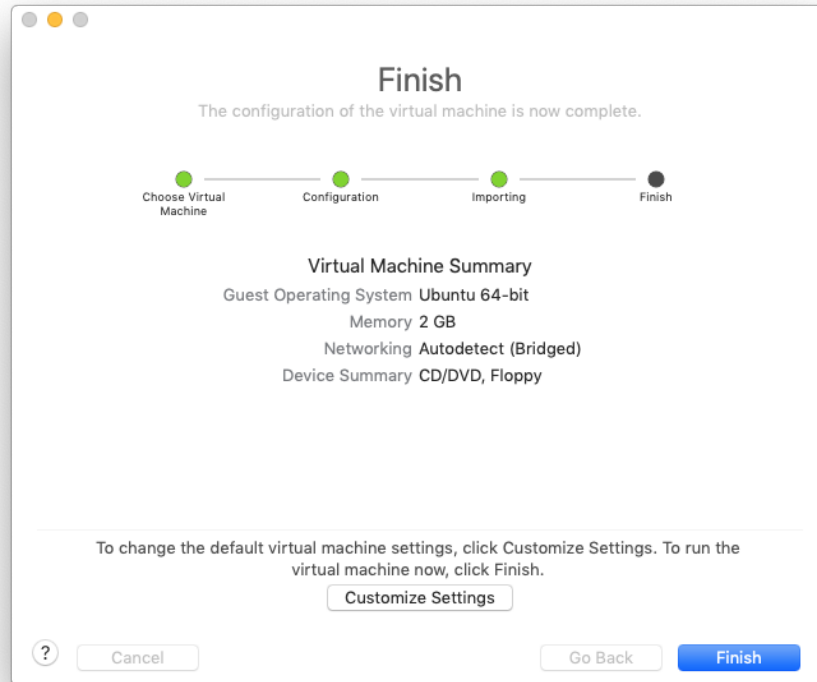 Finish
The configuration of the virtual machine is now complete.
Choose Virtual
Machine
Configuration
Importing
Finish
Virtual Machine Summary
Guest Operating System Ubuntu 64-bit
Memory 2 GB
Networking Autodetect (Bridged)
Device Summary CD/DVD, Floppy
To change the default virtual machine settings, click Customize Settings. To run the
virtual machine now, click Finish.
Customize Settings
? Cancel Go Back Finish